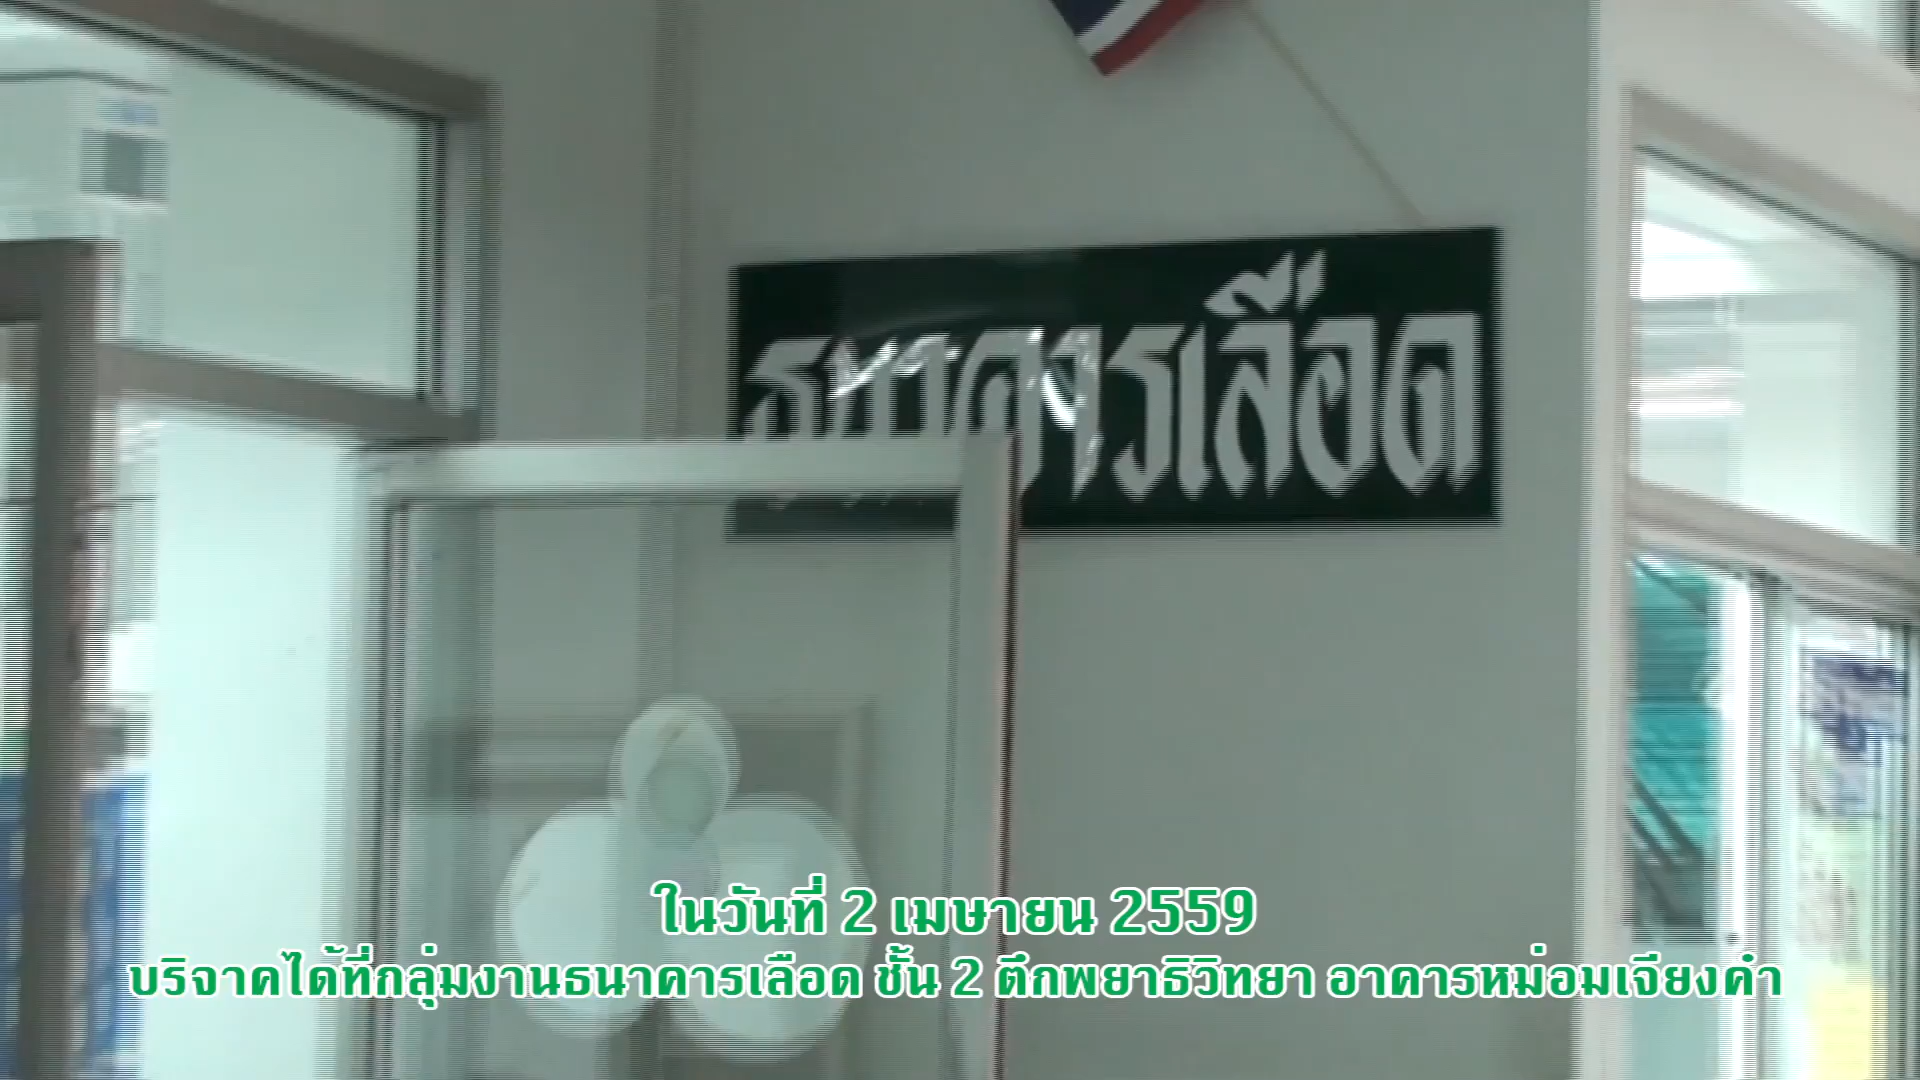 ธนาคารเลือด
ในวันที่ 2 เมษายน 2559
บริจาคได้ที่กลุ่มงานธนาคารเลือด ชั้น 2 ตึกพยาธิวิทยา อาคารหม่อมเจียงคำ